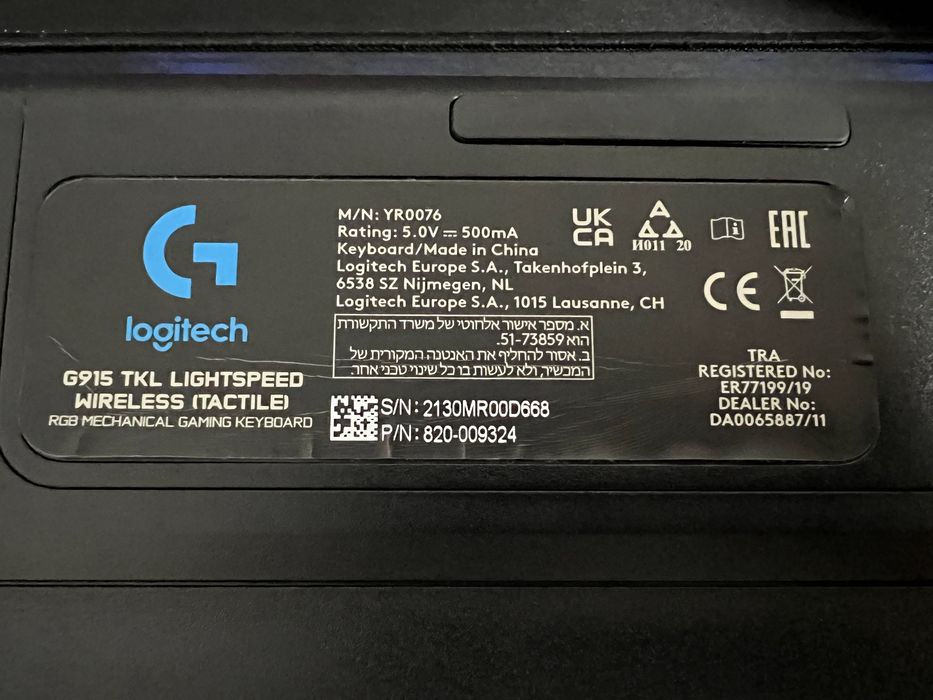 logitech
G915 TKL LIGHTSPEED
WIRELESS (TACTILE)
RGB MECHANICAL GAMING KEYBOARD
M/N: YR0076
Rating: 5.0V ⎓ 500mA
Keyboard/Made in China
Logitech Europe S.A., Takenhofplein 3,
6538 SZ Nijmegen, NL
Logitech Europe S.A., 1015 Lausanne, CH
א. מספר אישור אלחוטי של משרד התקשורת
הוא 51-73859.
ב. אסור להחליף את האנטנה המקורית של
המכשיר, ולא לעשות בו כל שינוי טכני אחר.
S/N: 2130MR00D668
P/N: 820-009324
UK
CA
И011 20
EAC
CE
TRA
REGISTERED No:
ER77199/19
DEALER No:
DA0065887/11